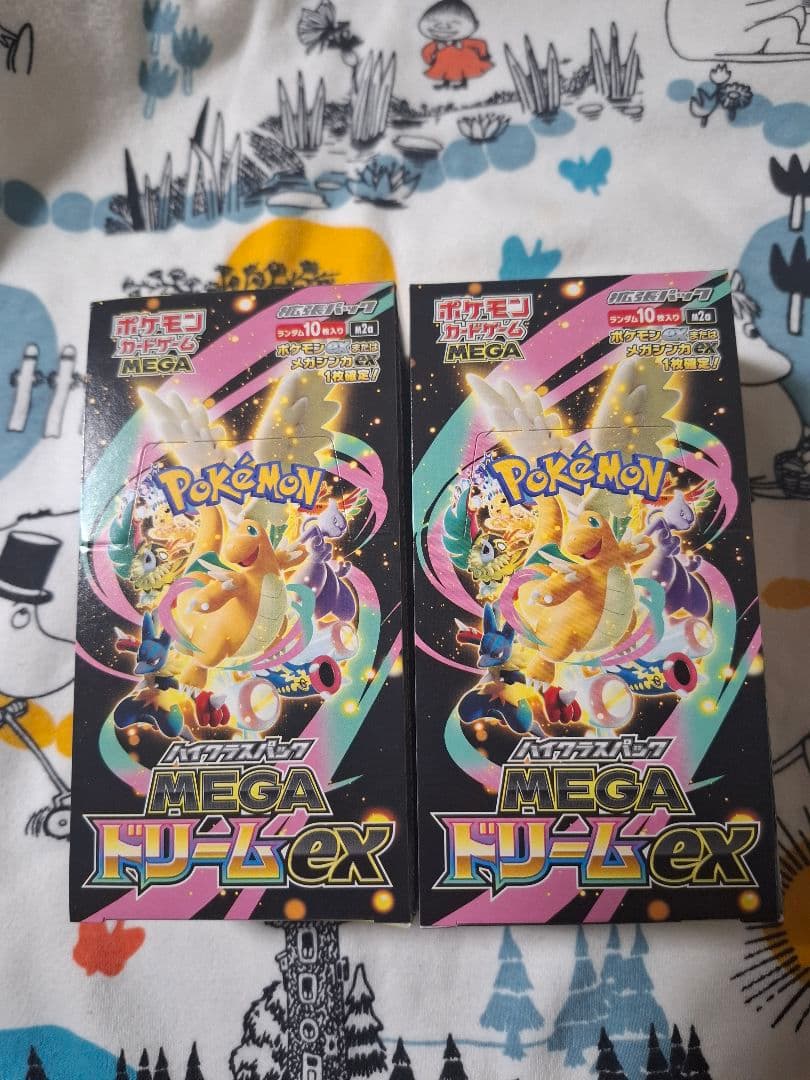 ポケモン
カードゲーム
MEGA
拡張パック
ランダム10枚入り
M2a
ポケモンexまたは
メガシンカex
1枚確定!
POKéMON
ハイクラスパック
MEGA
ドリームex
ポケモン
カードゲーム
MEGA
拡張パック
ランダム10枚入り
M2a
ポケモンexまたは
メガシンカex
1枚確定!
POKéMON
ハイクラスパック
MEGA
ドリームex